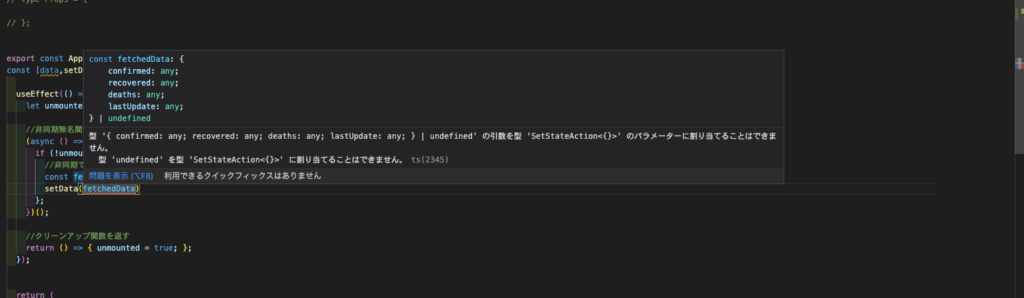 // };
export const App
const [data,setD
useEffect(() =
let unmounte
//非同期無名関
(async () =>
if (!unmou
//非同期で
const fe
setData(fetchedData)
};
})();
//クリーンアップ関数を返す
return () => { unmounted = true; };
});
return (
const fetchedData: {
confirmed: any;
recovered: any;
deaths: any;
lastUpdate: any;
} | undefined
型 '{ confirmed: any; recovered: any; deaths: any; lastUpdate: any; } | undefined' の引数を型 'SetStateAction<{}>' のパラメーターに割り当てることはできま
せん。
型 'undefined' を型 'SetStateAction<{}>' に割り当てることはできません。 ts(2345)
問題を表示 (⌥F8) 利用できるクイックフィックスはありません